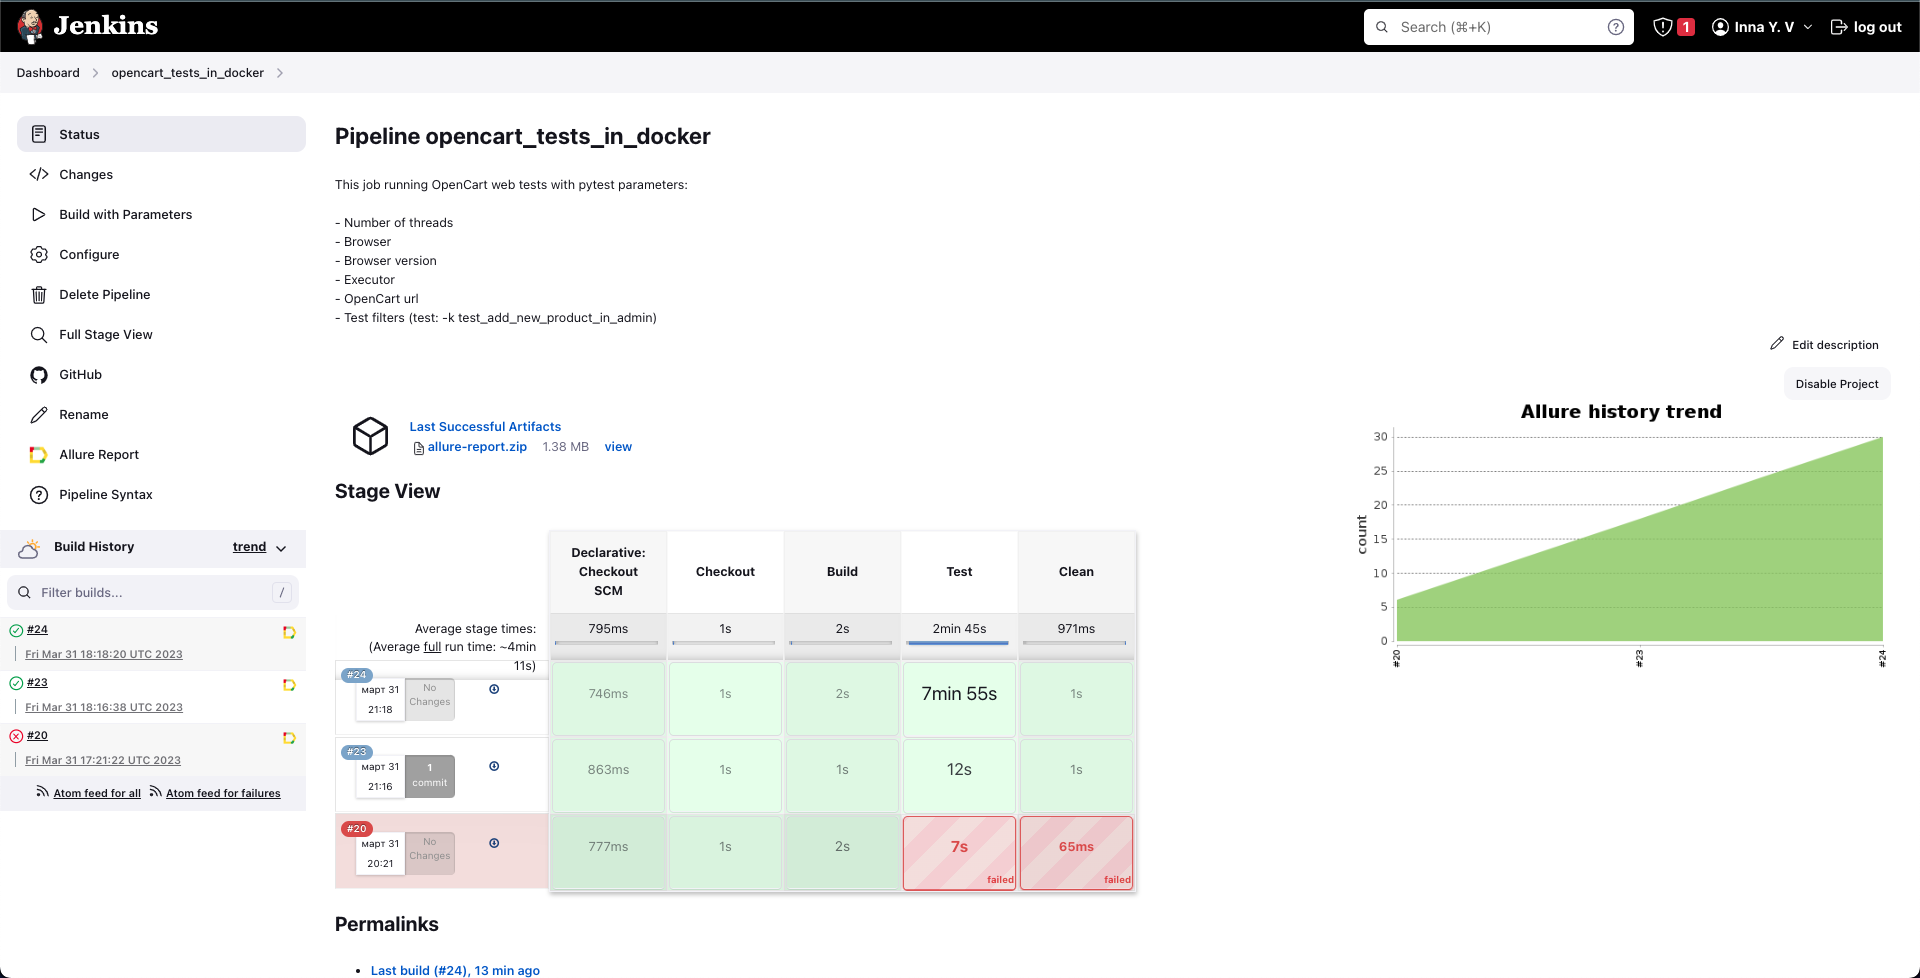 Jenkins
Search (⌘+K)
1
Inna Y. V
log out
Dashboard
opencart_tests_in_docker
Status
Changes
Build with Parameters
Configure
Delete Pipeline
Full Stage View
GitHub
Rename
Allure Report
Pipeline Syntax
Build History
trend
Filter builds...
/
#24
Fri Mar 31 18:18:20 UTC 2023
#23
Fri Mar 31 18:16:38 UTC 2023
#20
Fri Mar 31 17:21:22 UTC 2023
Atom feed for all
Atom feed for failures
Pipeline opencart_tests_in_docker
This job running OpenCart web tests with pytest parameters:
- Number of threads
- Browser
- Browser version
- Executor
- OpenCart url
- Test filters (test: -k test_add_new_product_in_admin)
Edit description
Disable Project
Last Successful Artifacts
allure-report.zip 1.38 MB view
Allure history trend
count
30
25
20
15
10
5
0
#20
#23
#24
Stage View
Declarative:
Checkout
SCM
Checkout
Build
Test
Clean
Average stage times:
(Average full run time: ~4min
11s)
795ms
1s
2s
2min 45s
971ms
#24
март 31
21:18
No
Changes
746ms
1s
2s
7min 55s
1s
#23
март 31
21:16
1
commit
863ms
1s
1s
12s
1s
#20
март 31
20:21
No
Changes
777ms
1s
2s
7s
failed
65ms
failed
Permalinks
• Last build (#24), 13 min ago